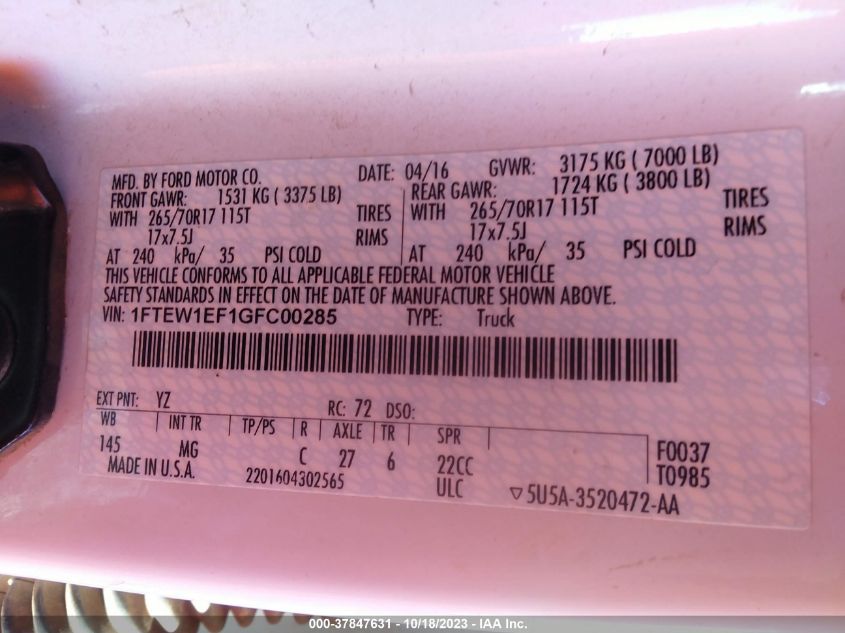 MFD. BY FORD MOTOR CO. DATE: 04/16 GVWR: 3175 KG ( 7000 LB)
FRONT GAWR: 1531 KG ( 3375 LB) REAR GAWR: 1724 KG ( 3800 LB)
WITH 265/70R17 115T TIRES WITH 265/70R17 115T TIRES
17x7.5J RIMS 17x7.5J RIMS
AT 240 kPa/ 35 PSI COLD AT 240 kPa/ 35 PSI COLD
THIS VEHICLE CONFORMS TO ALL APPLICABLE FEDERAL MOTOR VEHICLE
SAFETY STANDARDS IN EFFECT ON THE DATE OF MANUFACTURE SHOWN ABOVE.
VIN: 1FTEW1EF1GFC00285 TYPE: Truck
EXT PNT: YZ RC: 72 DSO:
WB INT TR TP/PS R AXLE TR SPR
145 MG C 27 6 22CC F0037
MADE IN U.S.A. 2201604302565 ULC T0985
▽5U5A-3520472-AA
000-37847631 - 10/18/2023 - IAA Inc.